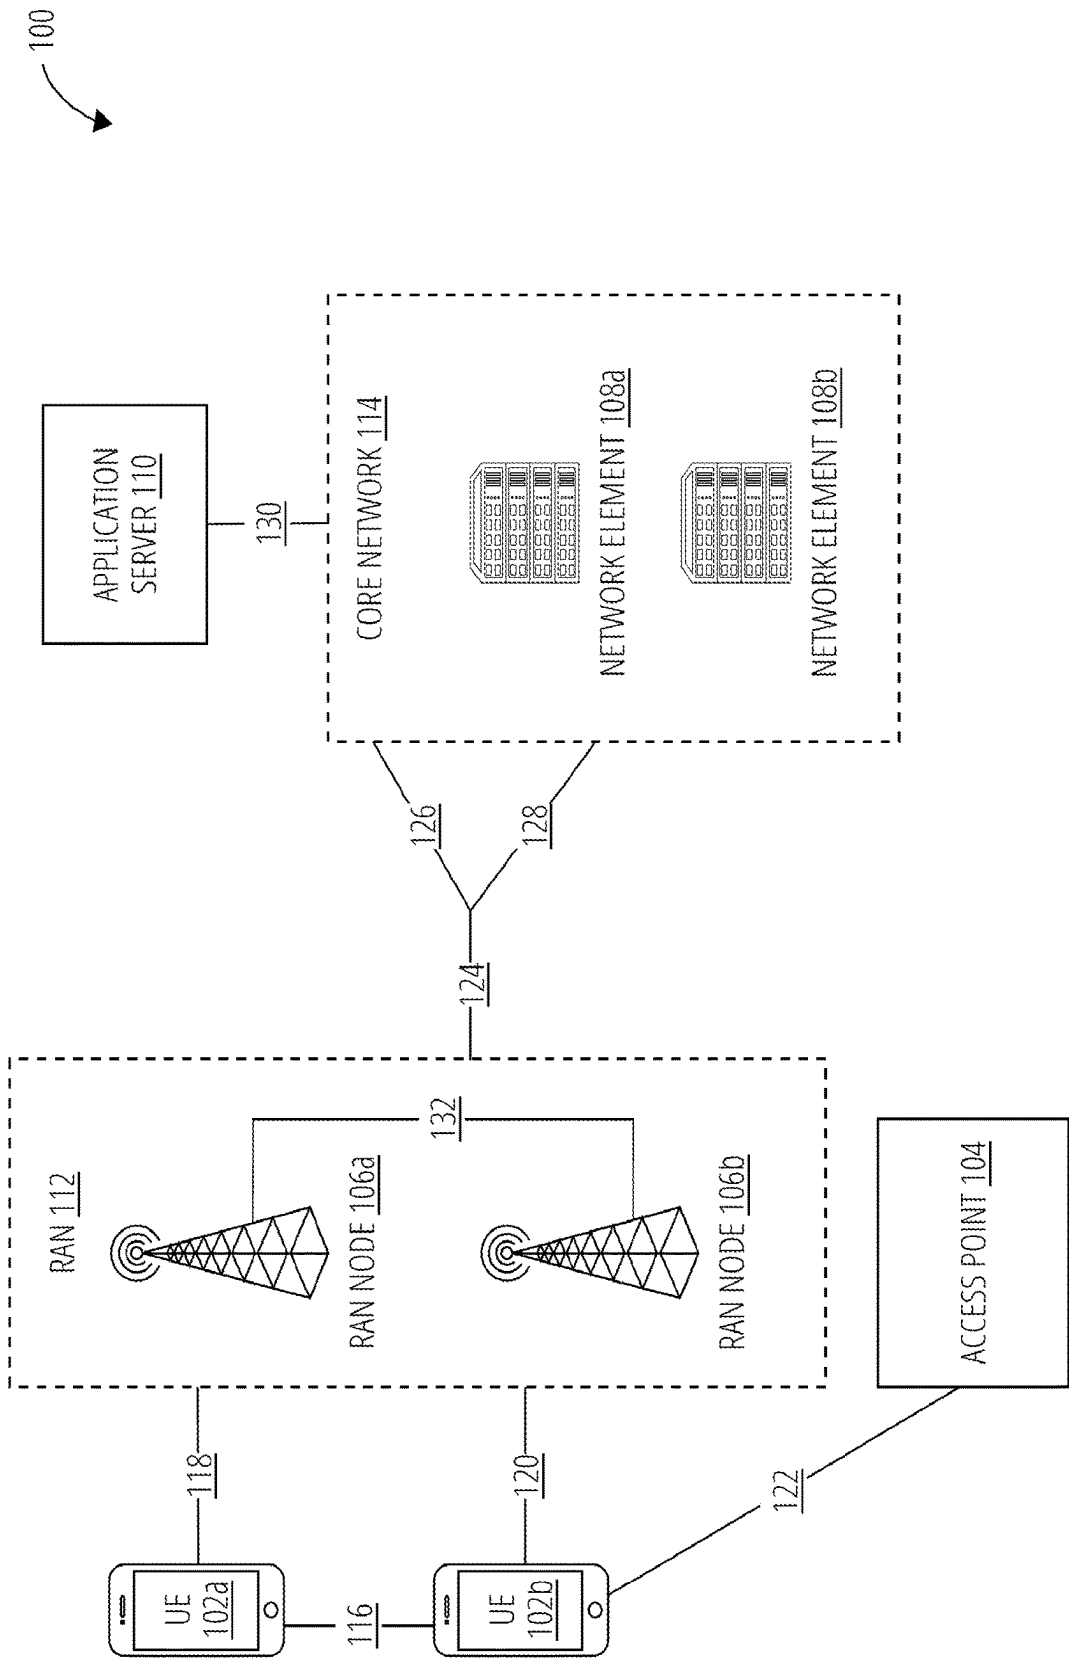 100
APPLICATION
SERVER 110
130
CORE NETWORK 114
NETWORK ELEMENT 108a
NETWORK ELEMENT 108b
126
128
124
RAN 112
132
RAN NODE 106a
RAN NODE 106b
ACCESS POINT 104
118
120
122
UE
102a
116
UE
102b